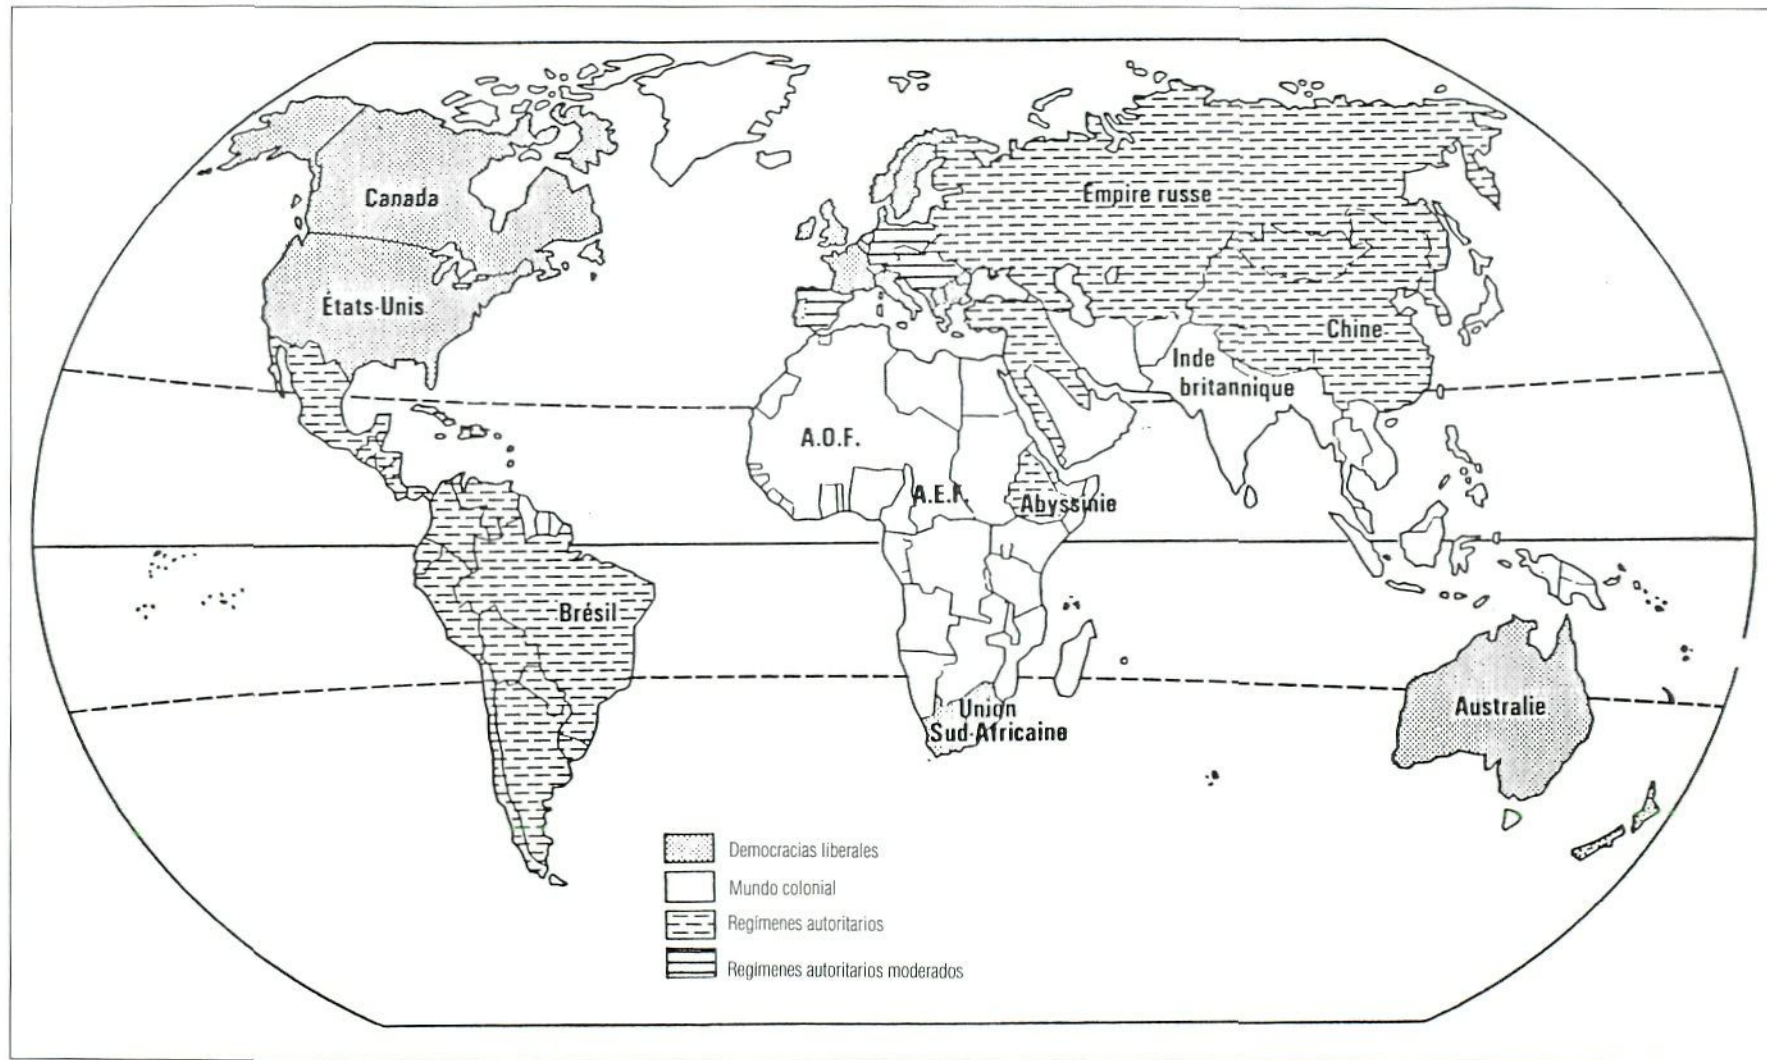 Canada
États-Unis
Empire russe
Chine
Inde
britannique
A.O.F.
A.E.F.
Abyssinie
Brésil
Union
Sud-Africaine
Australie
Democracias liberales
Mundo colonial
Regímenes autoritarios
Regímenes autoritarios moderados